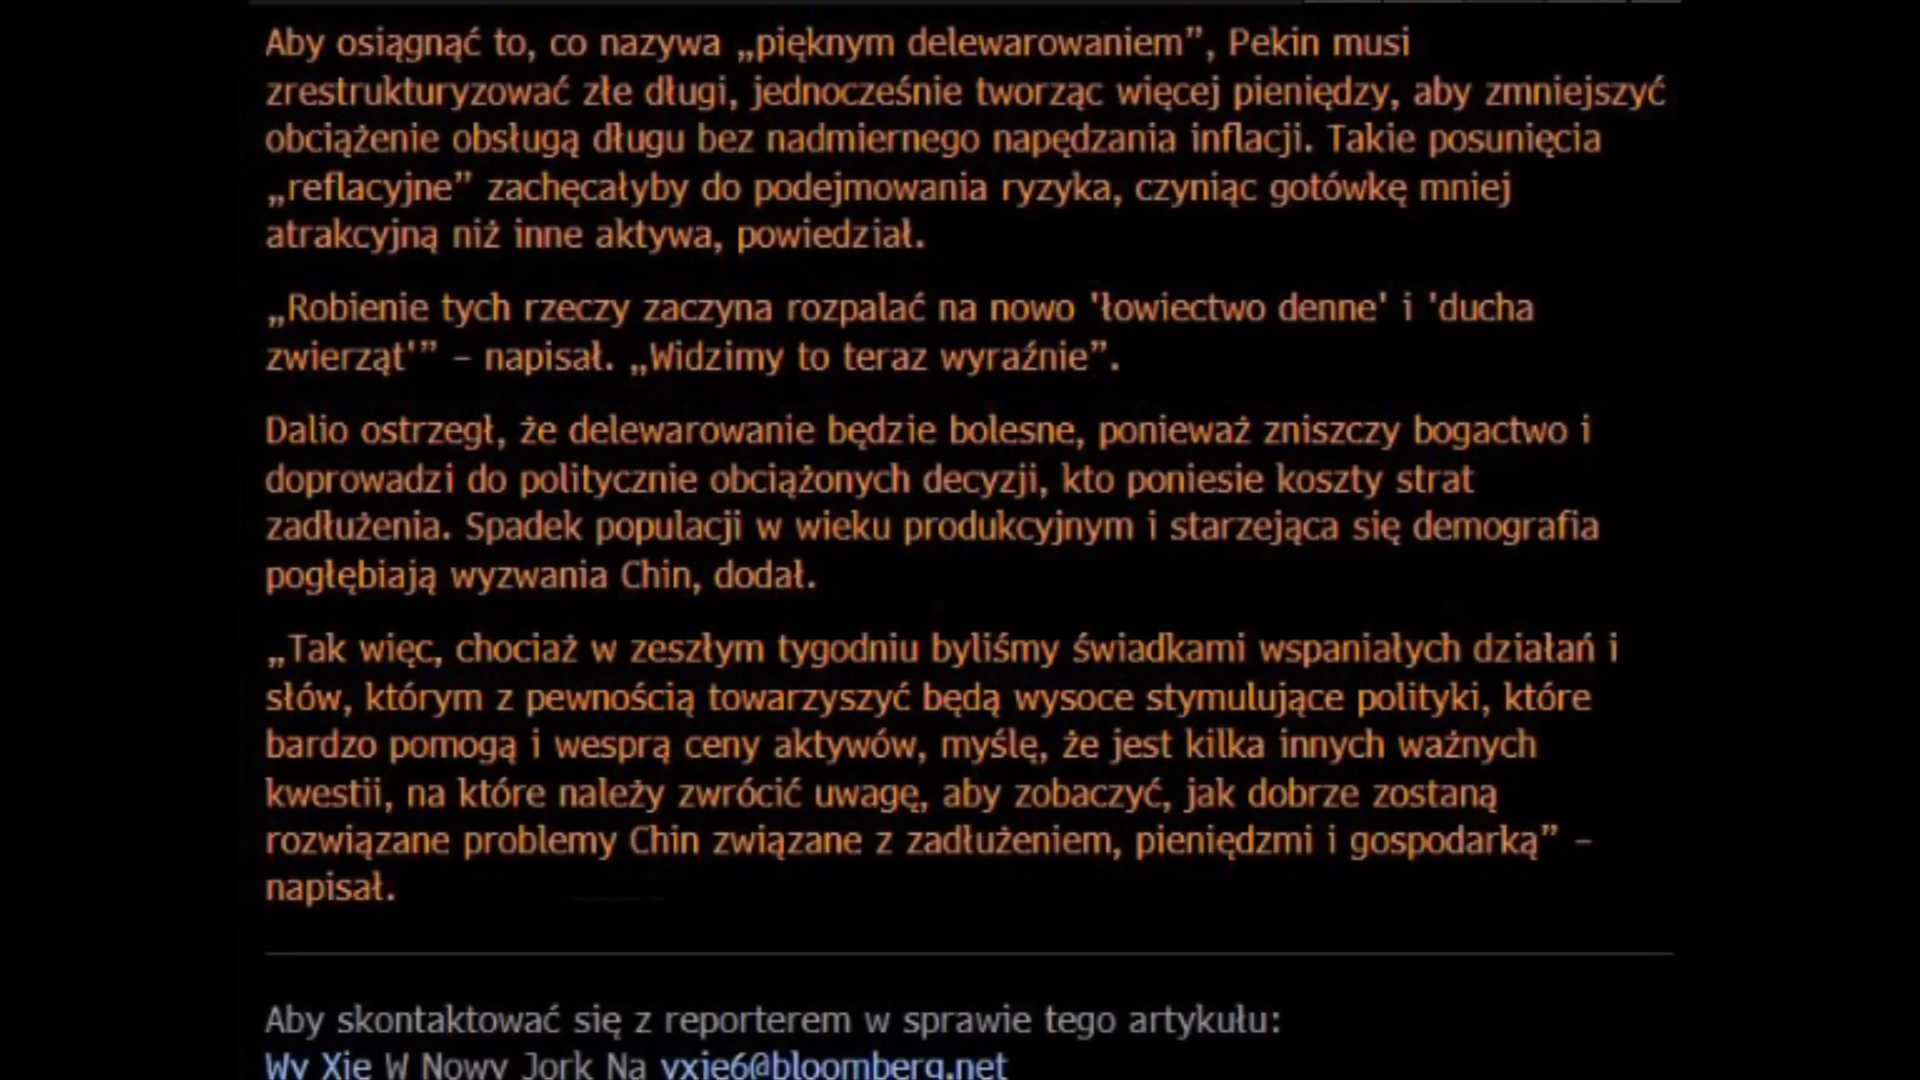 Aby osiągnąć to, co nazywa „pięknym delewarowaniem”, Pekin musi
zrestrukturyzować złe długi, jednocześnie tworząc więcej pieniędzy, aby zmniejszyć
obciążenie obsługą długu bez nadmiernego napędzania inflacji. Takie posunięcia
„reflacyjne” zachęcałyby do podejmowania ryzyka, czyniąc gotówkę mniej
atrakcyjną niż inne aktywa, powiedział.
„Robienie tych rzeczy zaczyna rozpalać na nowo 'łowiectwo denne' i 'ducha
zwierząt'” – napisał. „Widzimy to teraz wyraźnie”.
Dalio ostrzegł, że delewarowanie będzie bolesne, ponieważ zniszczy bogactwo i
doprowadzi do politycznie obciążonych decyzji, kto poniesie koszty strat
zadłużenia. Spadek populacji w wieku produkcyjnym i starzejąca się demografia
pogłębiają wyzwania Chin, dodał.
„Tak więc, chociaż w zeszłym tygodniu byliśmy świadkami wspaniałych działań i
słów, którym z pewnością towarzyszyć będą wysoce stymulujące polityki, które
bardzo pomogą i wesprą ceny aktywów, myślę, że jest kilka innych ważnych
kwestii, na które należy zwrócić uwagę, aby zobaczyć, jak dobrze zostaną
rozwiązane problemy Chin związane z zadłużeniem, pieniędzmi i gospodarką” –
napisał.
Aby skontaktować się z reporterem w sprawie tego artykułu:
Wy Xie W Nowy Jork Na yxie6@bloomberg.net